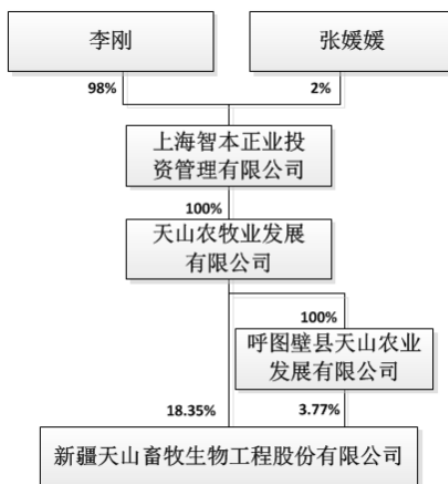 李刚
张媛媛
98%
2%
上海智本正业投
资管理有限公司
100%
天山农牧业发展
有限公司
100%
呼图壁县天山农业
发展有限公司
18.35%
3.77%
新疆天山畜牧生物工程股份有限公司